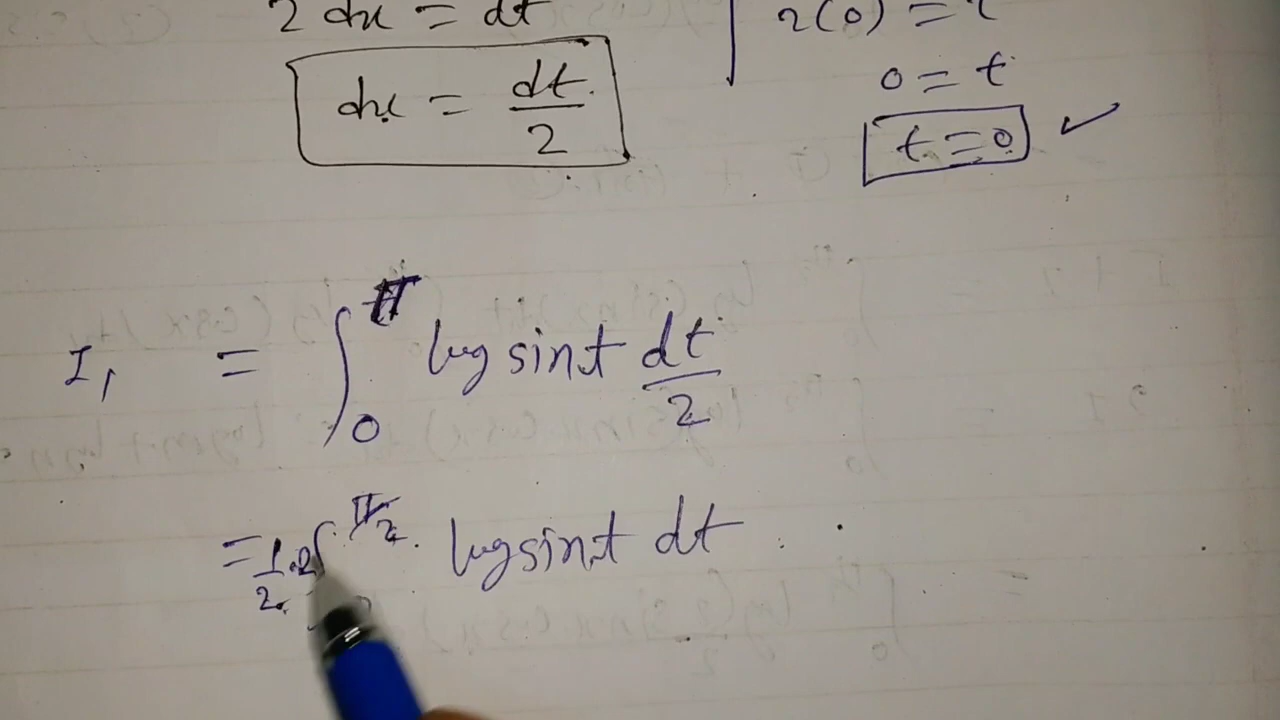 2 dx = dt
2(0) = t
0 = t
dx = dt/2
t = 0 ✓
I₁ = ∫₀^π log sin t dt/2
= 1/2 · 2 ∫₀^π/2 log sin t dt